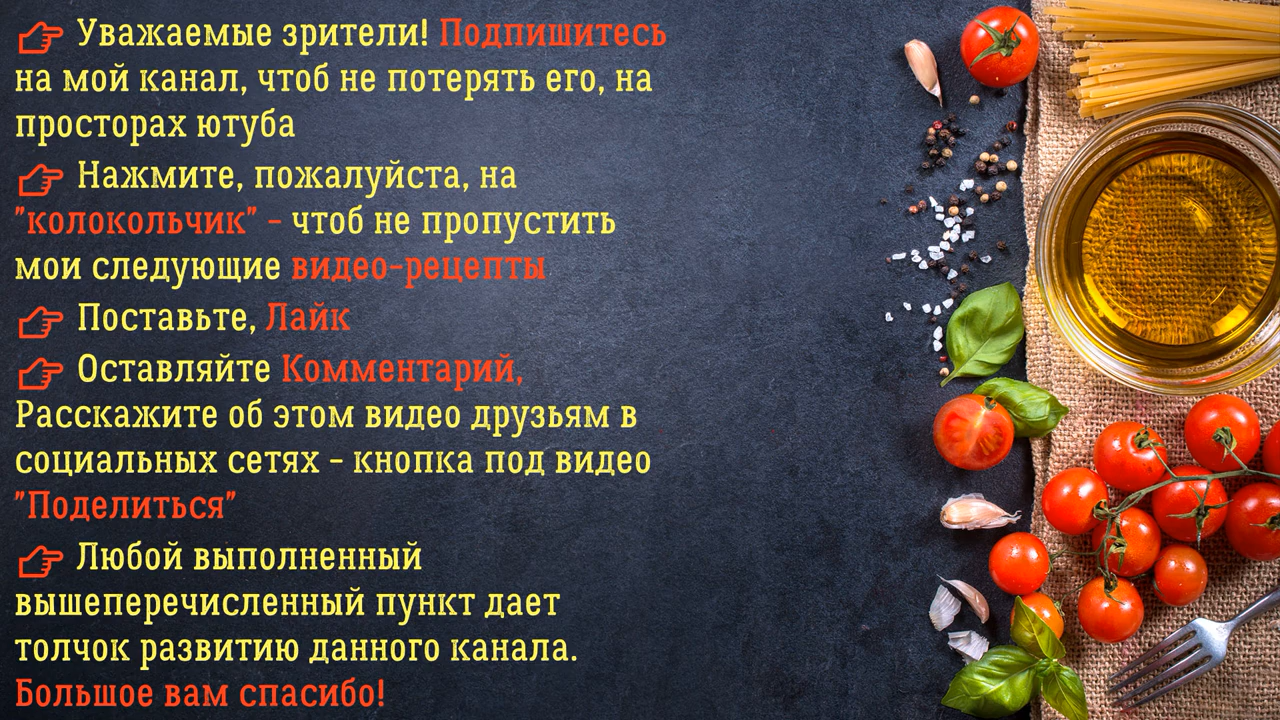 👉 Уважаемые зрители! Подпишитесь
на мой канал, чтоб не потерять его, на
просторах ютуба
👉 Нажмите, пожалуйста, на
"колокольчик" - чтоб не пропустить
мои следующие видео-рецепты
👉 Поставьте, Лайк
👉 Оставляйте Комментарий,
Расскажите об этом видео друзьям в
социальных сетях - кнопка под видео
"Поделиться"
👉 Любой выполненный
вышеперечисленный пункт дает
толчок развитию данного канала.
Большое вам спасибо!